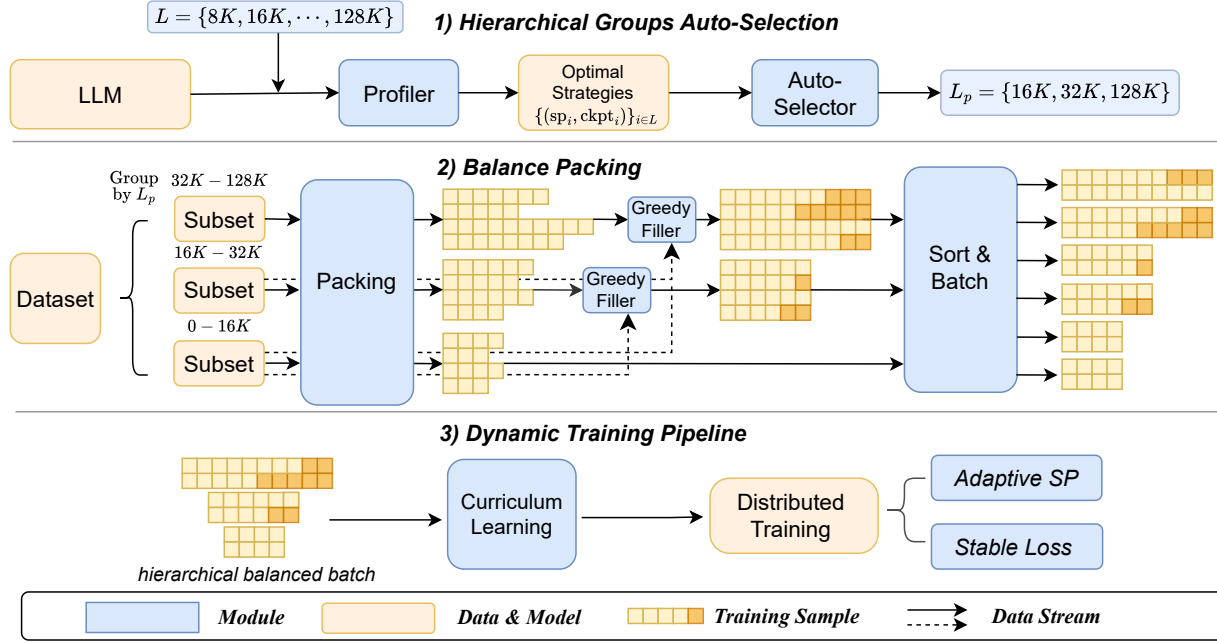 L = {8K, 16K, ⋯, 128K}
1) Hierarchical Groups Auto-Selection
LLM
Profiler
Optimal
Strategies
{(sp_i, ckpt_i)}_{i∈L}
Auto-
Selector
L_p = {16K, 32K, 128K}
2) Balance Packing
Group
by L_p
32K − 128K
Subset
16K − 32K
Subset
0 − 16K
Subset
Dataset
Packing
Greedy
Filler
Greedy
Filler
Sort &
Batch
3) Dynamic Training Pipeline
hierarchical balanced batch
Curriculum
Learning
Distributed
Training
Adaptive SP
Stable Loss
Module
Data & Model
Training Sample
Data Stream